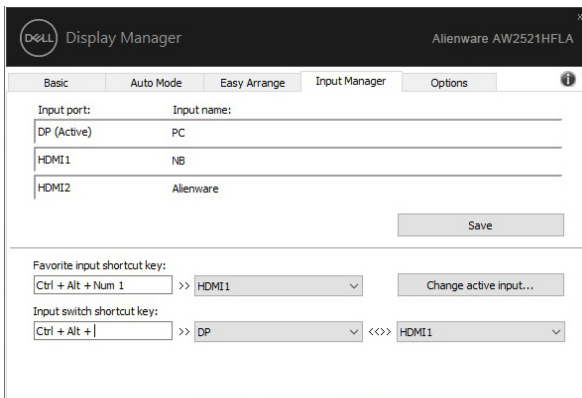 DELL Display Manager Alienware AW2521HFLA
Basic Auto Mode Easy Arrange Input Manager Options
Input port: Input name:
DP (Active) PC
HDMI1 NB
HDMI2 Alienware
Save
Favorite input shortcut key:
Ctrl + Alt + Num 1 >> HDMI1 Change active input...
Input switch shortcut key:
Ctrl + Alt + >> DP <<>> HDMI1